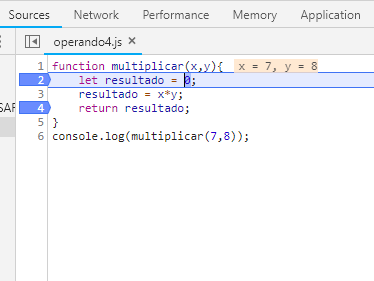 Sources Network Performance Memory Application
operando4.js ×
1 function multiplicar(x,y){ x = 7, y = 8
2 let resultado = 0;
SAF 3 resultado = x*y;
4 return resultado;
5 }
6 console.log(multiplicar(7,8));